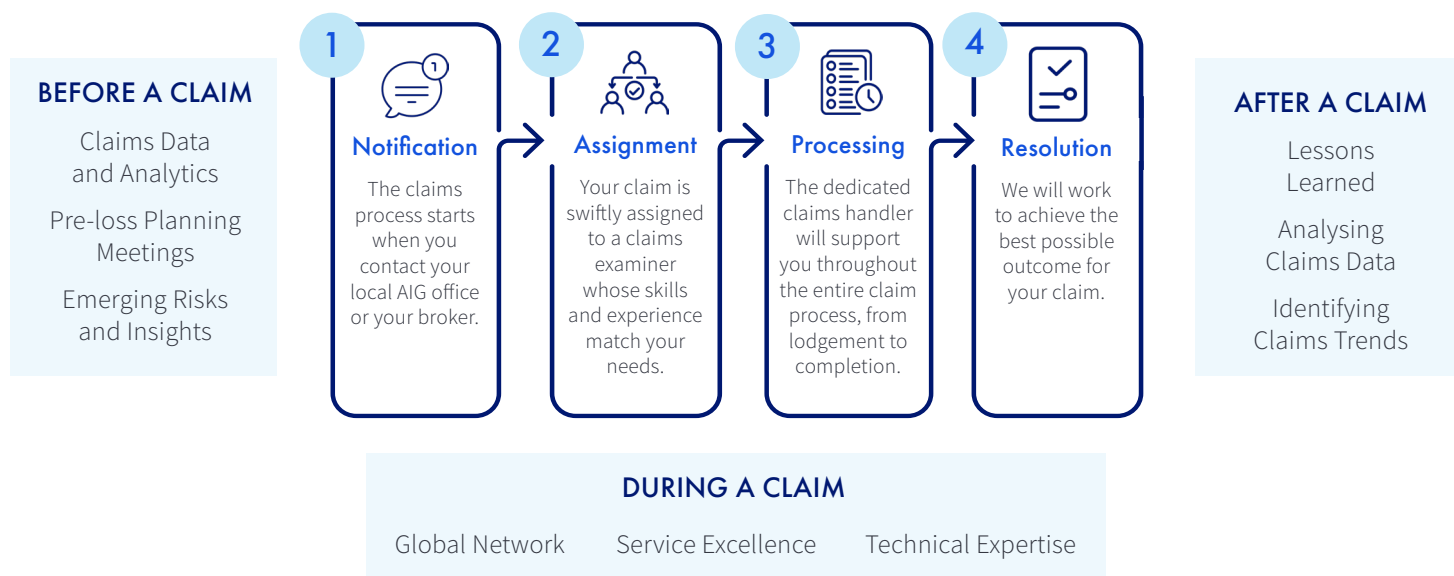 BEFORE A CLAIM
Claims Data
and Analytics
Pre-loss Planning
Meetings
Emerging Risks
and Insights
1
1
Notification
The claims
process starts
when you
contact your
local AIG office
or your broker.
2
Assignment
Your claim is
swiftly assigned
to a claims
examiner
whose skills
and experience
match your
needs.
3
Processing
The dedicated
claims handler
will support
you throughout
the entire claim
process, from
lodgement to
completion.
4
Resolution
We will work
to achieve the
best possible
outcome for
your claim.
AFTER A CLAIM
Lessons
Learned
Analysing
Claims Data
Identifying
Claims Trends
DURING A CLAIM
Global Network Service Excellence Technical Expertise